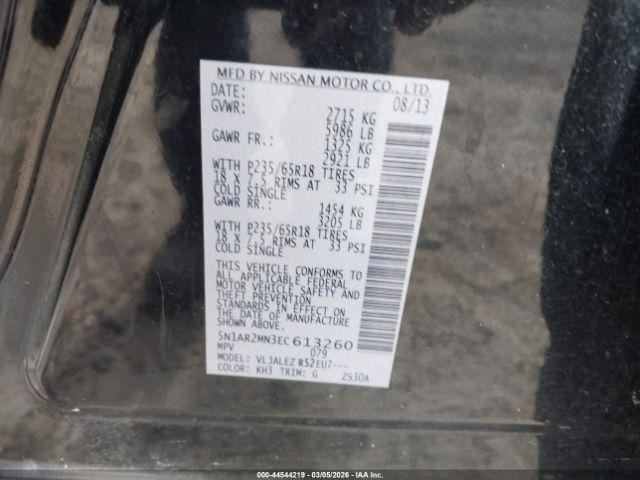 MFD BY NISSAN MOTOR CO., LTD.
DATE: 08/13
GVWR: 2715 KG
5986 LB
GAWR FR.: 1325 KG
2921 LB
WITH P235/65R18 TIRES
18 X 7.5 RIMS AT 33 PSI
COLD SINGLE
GAWR RR.: 1454 KG
3205 LB
WITH P235/65R18 TIRES
18 X 7.5 RIMS AT 33 PSI
COLD SINGLE
THIS VEHICLE CONFORMS TO
ALL APPLICABLE FEDERAL
MOTOR VEHICLE SAFETY AND
THEFT PREVENTION
STANDARDS IN EFFECT ON
THE DATE OF MANUFACTURE
SHOWN ABOVE.
5N1AR2MN3EC613260
MPV 079
MODEL: VLJALEZ R52EU7---
COLOR: KH3 TRIM: G ZS30A
000-44544219 - 03/05/2026 - IAA Inc.